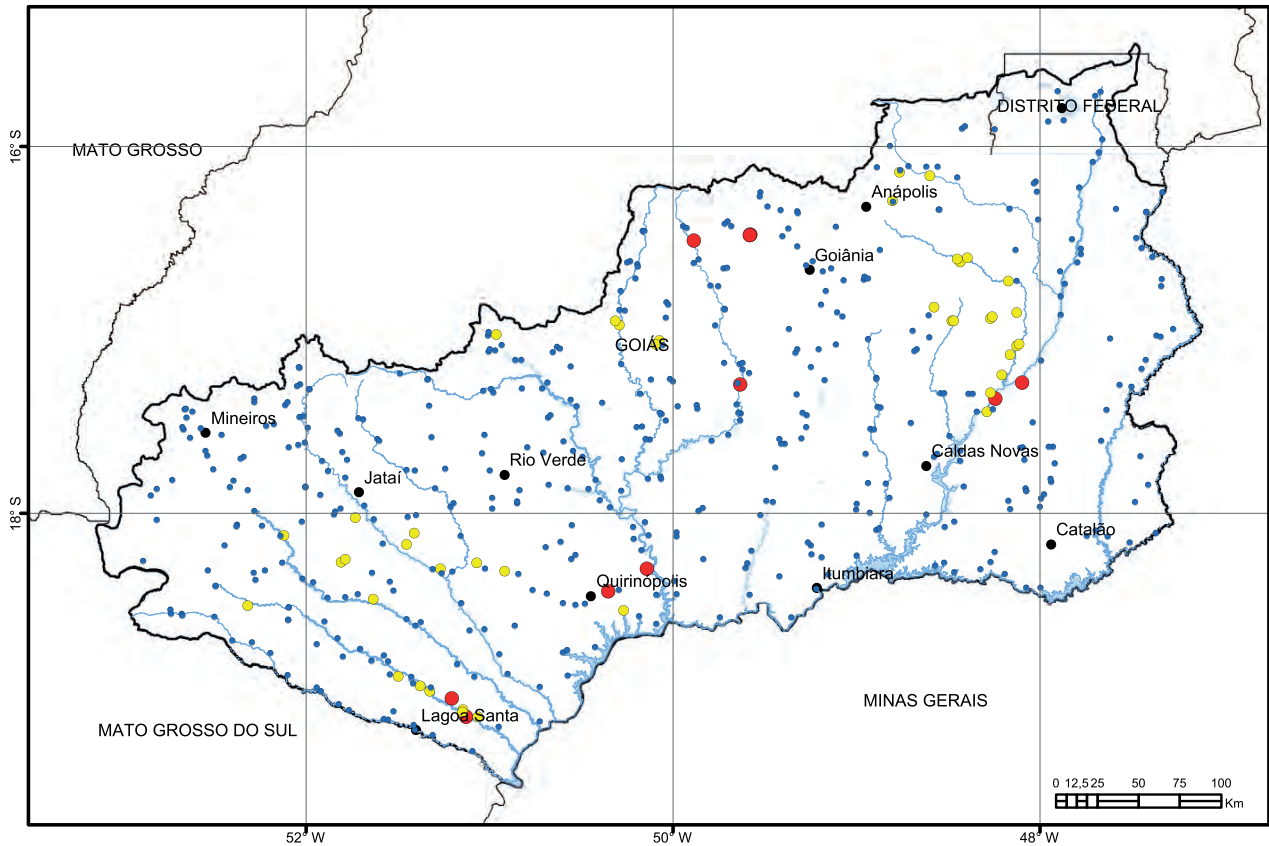 DISTRITO FEDERAL
16° S
MATO GROSSO
Anápolis
Goiânia
GOIÁS
Mineiros
Caldas Novas
Rio Verde
Jataí
18° S
Catalão
Itumbiara
Quirinópolis
MINAS GERAIS
Lagoa Santa
MATO GROSSO DO SUL
0 12,5 25 50 75 100
Km
52° W 50° W 48° W